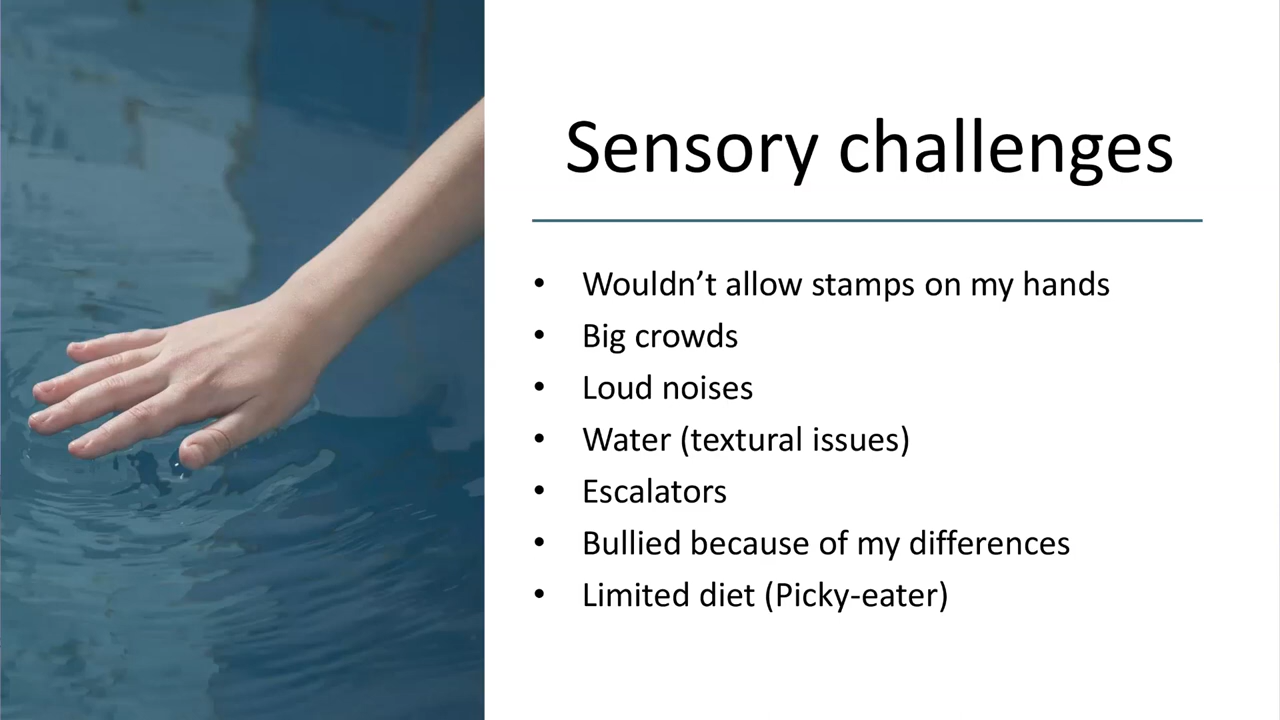 Sensory challenges
• Wouldn’t allow stamps on my hands
• Big crowds
• Loud noises
• Water (textural issues)
• Escalators
• Bullied because of my differences
• Limited diet (Picky-eater)